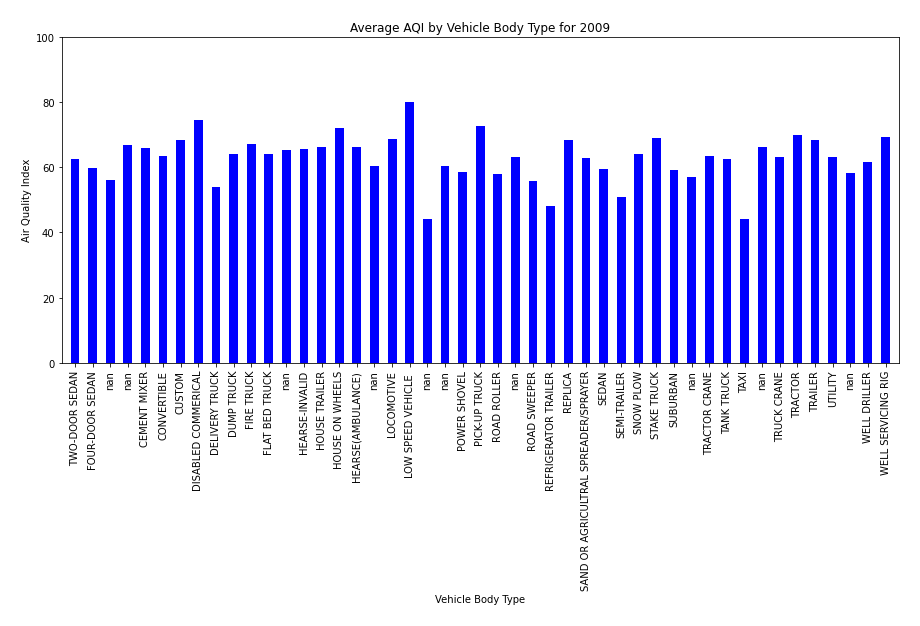 Average AQI by Vehicle Body Type for 2009
Air Quality Index
100
80
60
40
20
0
TWO-DOOR SEDAN
FOUR-DOOR SEDAN
nan
nan
CEMENT MIXER
CONVERTIBLE
CUSTOM
DISABLED COMMERICAL
DELIVERY TRUCK
DUMP TRUCK
FIRE TRUCK
FLAT BED TRUCK
nan
HEARSE-INVALID
HOUSE TRAILER
HOUSE ON WHEELS
HEARSE(AMBULANCE)
nan
LOCOMOTIVE
LOW SPEED VEHICLE
nan
nan
POWER SHOVEL
PICK-UP TRUCK
ROAD ROLLER
nan
ROAD SWEEPER
REFRIGERATOR TRAILER
REPLICA
SAND OR AGRICULTRAL SPREADER/SPRAYER
SEDAN
SEMI-TRAILER
SNOW PLOW
STAKE TRUCK
SUBURBAN
nan
TRACTOR CRANE
TANK TRUCK
TAXI
nan
TRUCK CRANE
TRACTOR
TRAILER
UTILITY
nan
WELL DRILLER
WELL SERVICING RIG
Vehicle Body Type